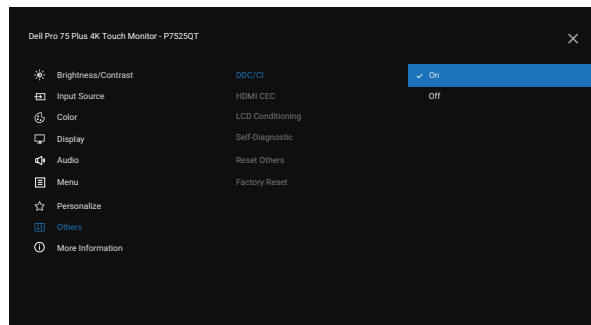 Dell Pro 75 Plus 4K Touch Monitor - P7525QT
Brightness/Contrast
Input Source
Color
Display
Audio
Menu
Personalize
Others
More Information
DDC/CI
HDMI CEC
LCD Conditioning
Self-Diagnostic
Reset Others
Factory Reset
On
Off